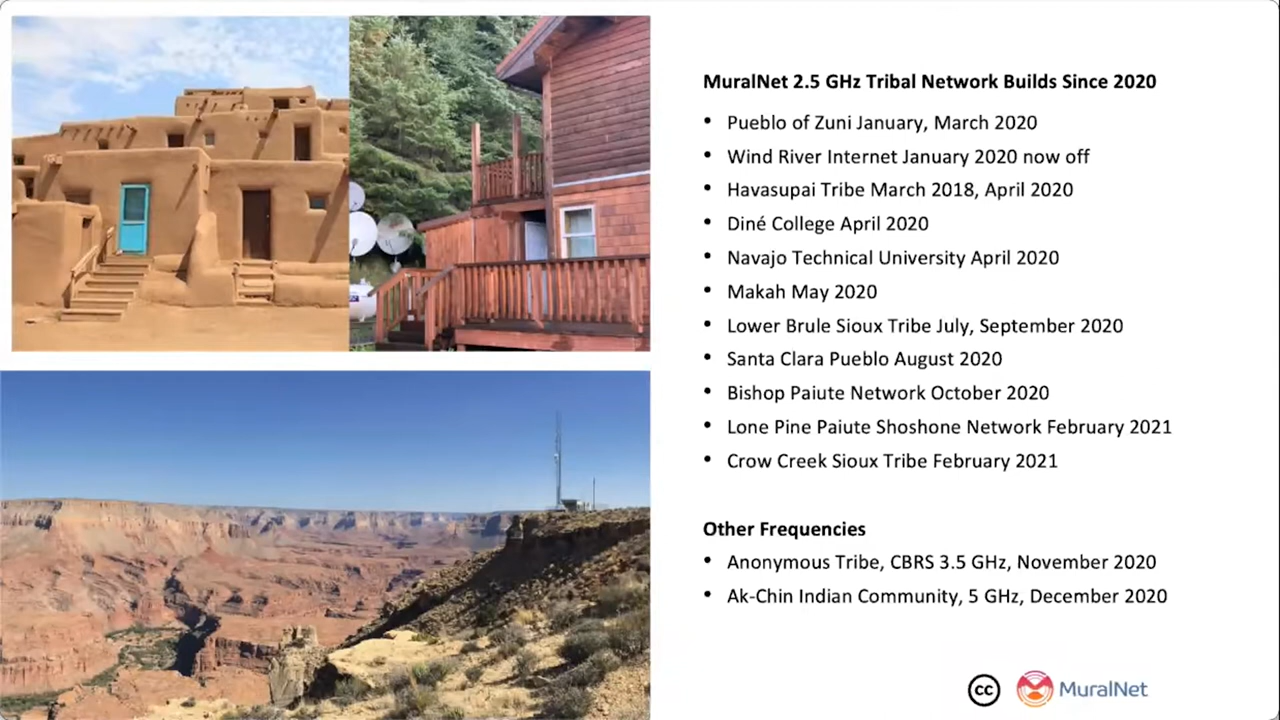 MuralNet 2.5 GHz Tribal Network Builds Since 2020
• Pueblo of Zuni January, March 2020
• Wind River Internet January 2020 now off
• Havasupai Tribe March 2018, April 2020
• Diné College April 2020
• Navajo Technical University April 2020
• Makah May 2020
• Lower Brule Sioux Tribe July, September 2020
• Santa Clara Pueblo August 2020
• Bishop Paiute Network October 2020
• Lone Pine Paiute Shoshone Network February 2021
• Crow Creek Sioux Tribe February 2021
Other Frequencies
• Anonymous Tribe, CBRS 3.5 GHz, November 2020
• Ak-Chin Indian Community, 5 GHz, December 2020
cc MuralNet